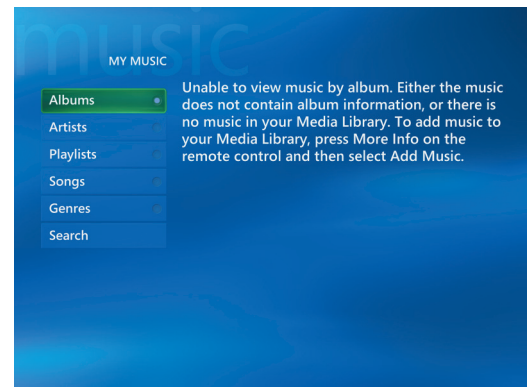 music
MY MUSIC
Albums
Artists
Playlists
Songs
Genres
Search
Unable to view music by album. Either the music
does not contain album information, or there is
no music in your Media Library. To add music to
your Media Library, press More Info on the
remote control and then select Add Music.